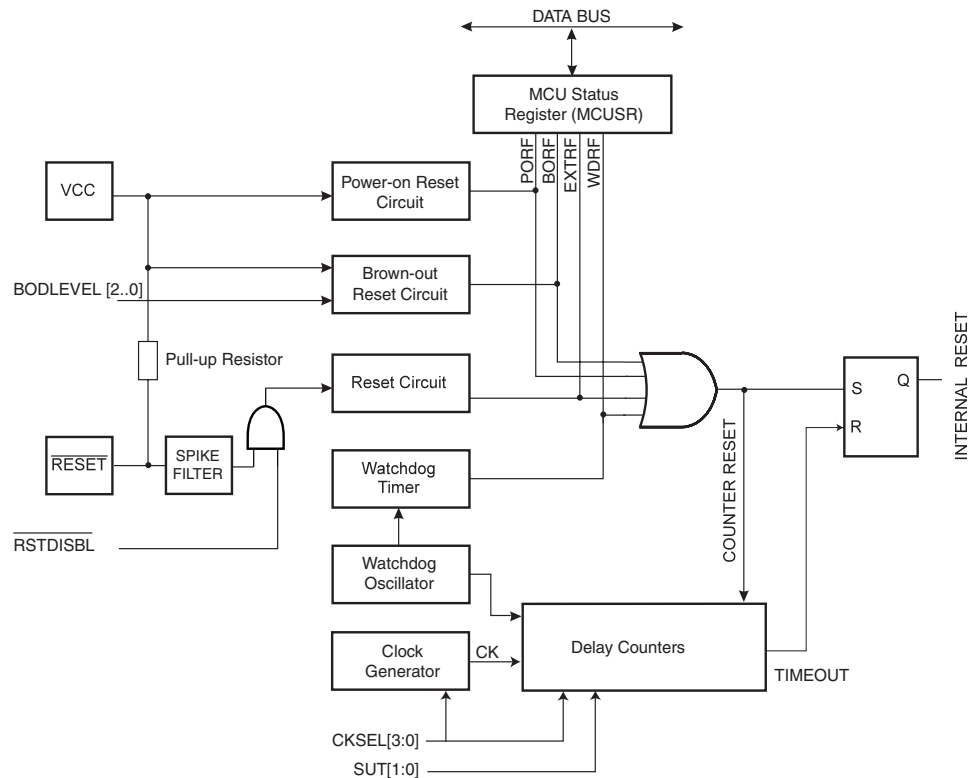 DATA BUS
MCU Status
Register (MCUSR)
PORF
BORF
EXTRF
WDRF
VCC
Power-on Reset
Circuit
Brown-out
Reset Circuit
BODLEVEL [2..0]
Pull-up Resistor
Reset Circuit
RESET
SPIKE
FILTER
Watchdog
Timer
RSTDISBL
Watchdog
Oscillator
Clock
Generator
CK
Delay Counters
TIMEOUT
CKSEL[3:0]
SUT[1:0]
COUNTER RESET
S
R
Q
INTERNAL RESET